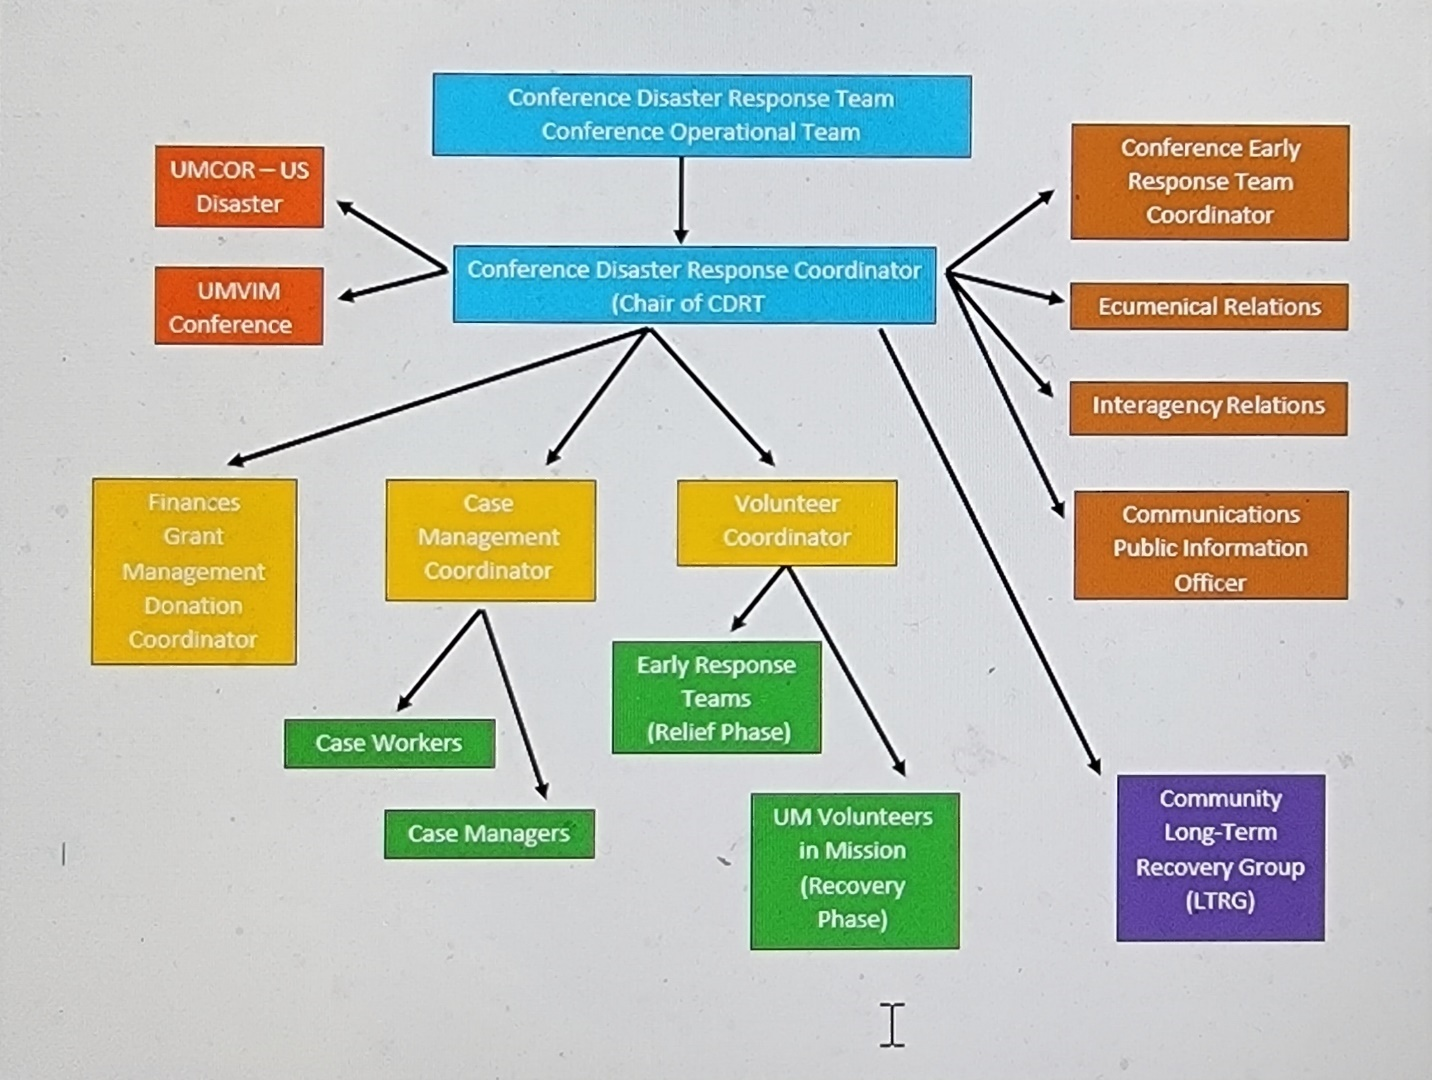 Conference Disaster Response Team
Conference Operational Team
UMCOR – US
Disaster
UMVIM
Conference
Conference Disaster Response Coordinator
(Chair of CDRT
Conference Early
Response Team
Coordinator
Ecumenical Relations
Interagency Relations
Communications
Public Information
Officer
Finances
Grant
Management
Donation
Coordinator
Case
Management
Coordinator
Volunteer
Coordinator
Case Workers
Case Managers
Early Response
Teams
(Relief Phase)
UM Volunteers
in Mission
(Recovery
Phase)
Community
Long-Term
Recovery Group
(LTRG)